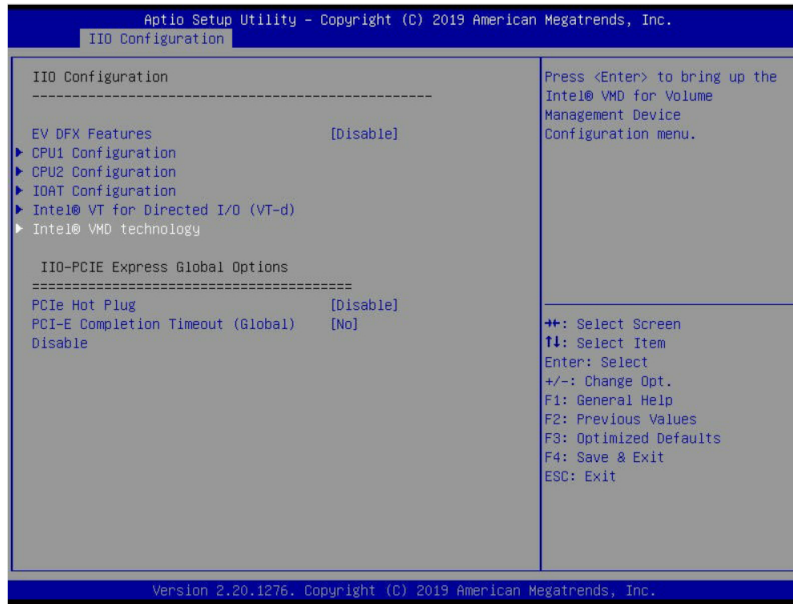 Aptio Setup Utility – Copyright (C) 2019 American Megatrends, Inc.
IIO Configuration
IIO Configuration
--------------------------------------------------
EV DFX Features [Disable]
▶ CPU1 Configuration
▶ CPU2 Configuration
▶ IOAT Configuration
▶ Intel® VT for Directed I/O (VT-d)
▶ Intel® VMD technology
IIO-PCIE Express Global Options
========================================
PCIe Hot Plug [Disable]
PCI-E Completion Timeout (Global) [No]
Disable
Press <Enter> to bring up the
Intel® VMD for Volume
Management Device
Configuration menu.
→←: Select Screen
↑↓: Select Item
Enter: Select
+/-: Change Opt.
F1: General Help
F2: Previous Values
F3: Optimized Defaults
F4: Save & Exit
ESC: Exit
Version 2.20.1276. Copyright (C) 2019 American Megatrends, Inc.